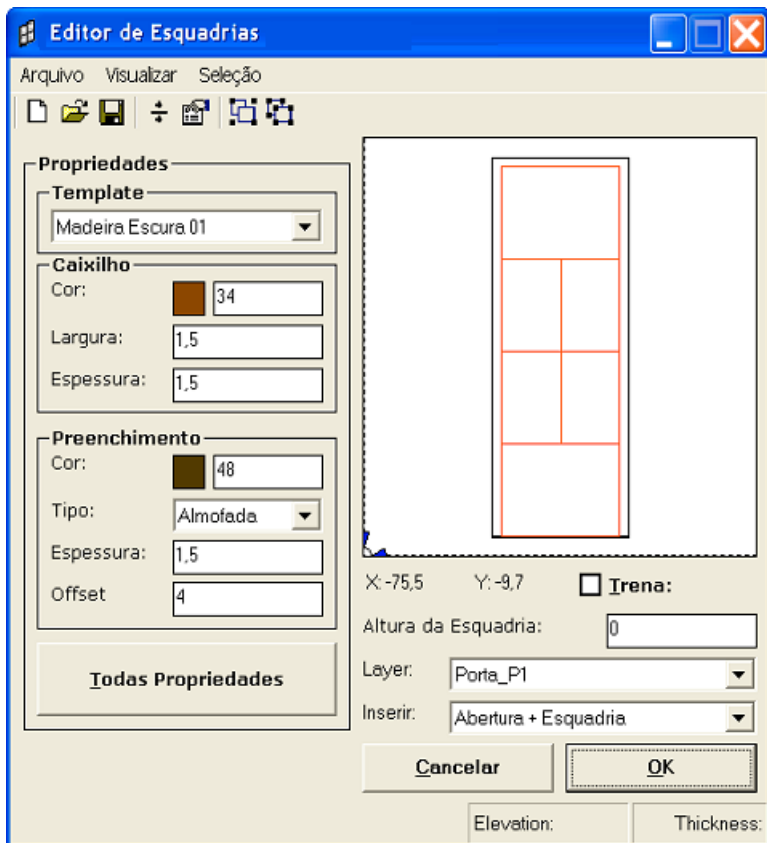 Editor de Esquadrias
Arquivo Visualizar Seleção
Propriedades
Template
Madeira Escura 01
Caixilho
Cor: 34
Largura: 1,5
Espessura: 1,5
Preenchimento
Cor: 48
Tipo: Almofada
Espessura: 1,5
Offset 4
Todas Propriedades
X: -75,5 Y: -9,7 Trena:
Altura da Esquadria: 0
Layer: Porta_P1
Inserir: Abertura + Esquadria
Cancelar OK
Elevation: Thickness: